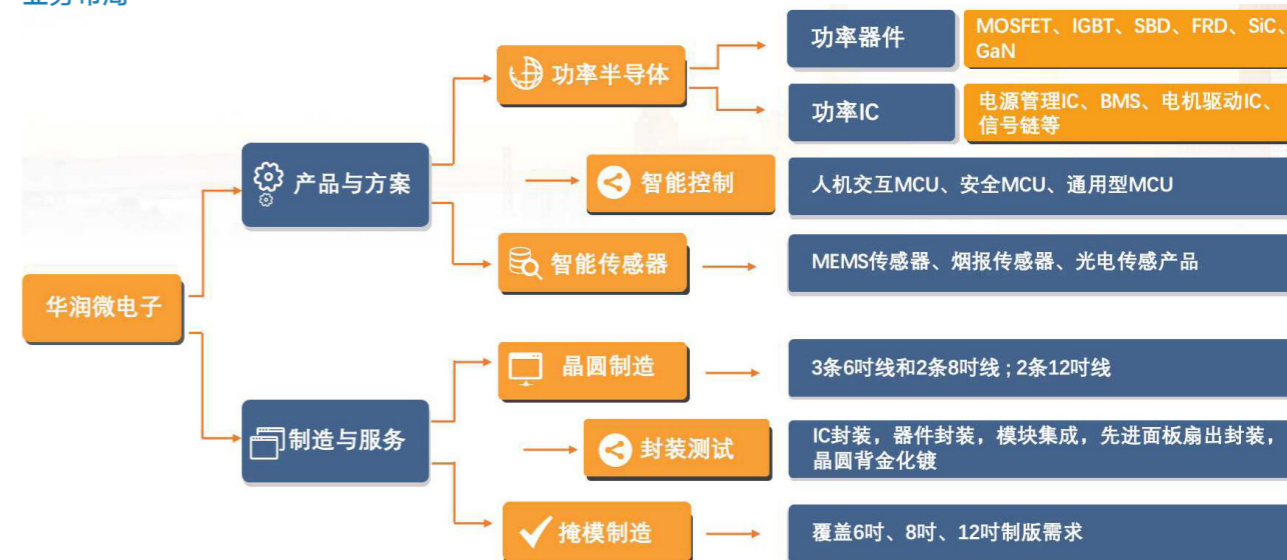 业务布局
功率器件
MOSFET、IGBT、SBD、FRD、SiC、
GaN
功率半导体
功率IC
电源管理IC、BMS、电机驱动IC、
信号链等
产品与方案
智能控制
人机交互MCU、安全MCU、通用型MCU
智能传感器
MEMS传感器、烟报传感器、光电传感产品
华润微电子
晶圆制造
3条6吋线和2条8吋线；2条12吋线
制造与服务
封装测试
IC封装，器件封装，模块集成，先进面板扇出封装，
晶圆背金化镀
掩模制造
覆盖6吋、8吋、12吋制版需求